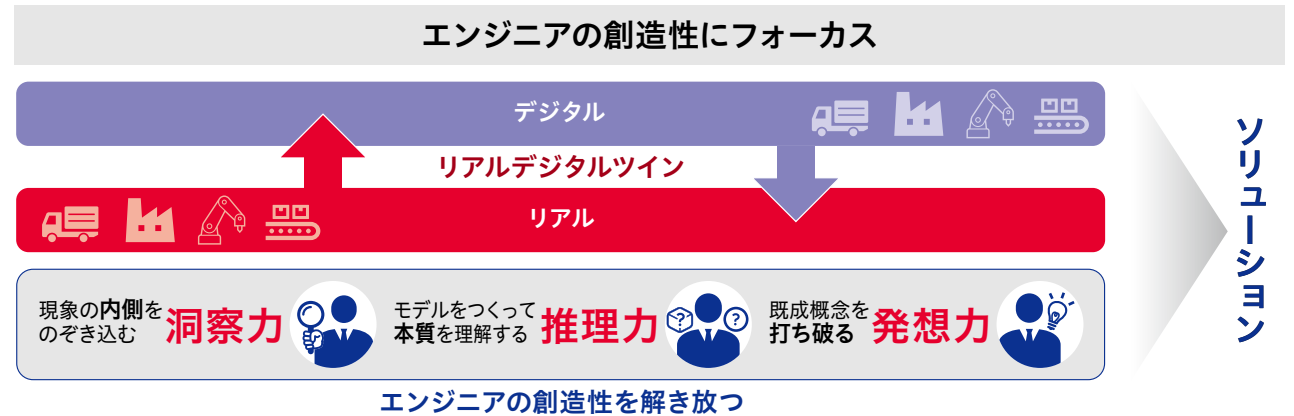 エンジニアの創造性にフォーカス
デジタル
リアルデジタルツイン
リアル
現象の内側を
のぞき込む
洞察力
モデルをつくって
本質を理解する
推理力
? ?
既成概念を
打ち破る
発想力
エンジニアの創造性を解き放つ
ソリューション